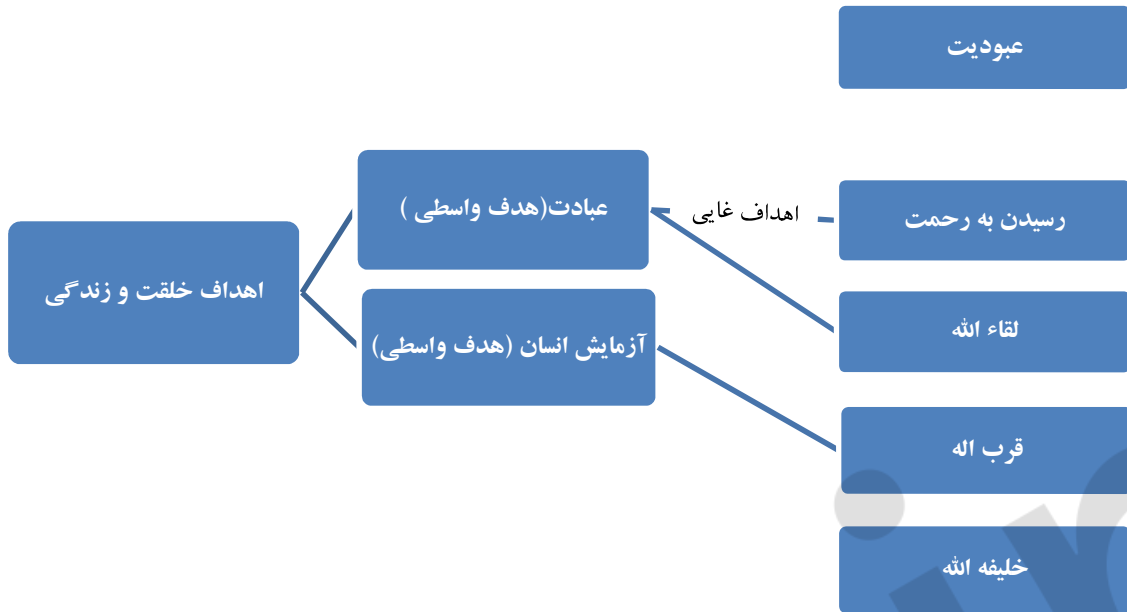 عبودیت
عبادت(هدف واسطی )
اهداف غایی
رسیدن به رحمت
اهداف خلقت و زندگی
لقاء الله
آزمایش انسان (هدف واسطی)
قرب اله
خلیفه الله